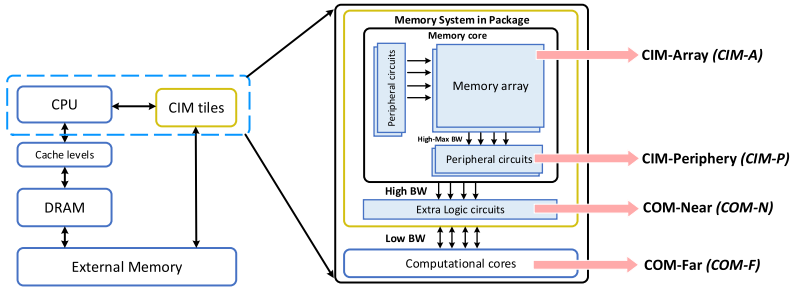 CPU
CIM tiles
Cache levels
DRAM
External Memory
Memory System in Package
Memory core
Peripheral circuits
Memory array
High-Max BW
Peripheral circuits
High BW
Extra Logic circuits
Low BW
Computational cores
CIM-Array (CIM-A)
CIM-Periphery (CIM-P)
COM-Near (COM-N)
COM-Far (COM-F)